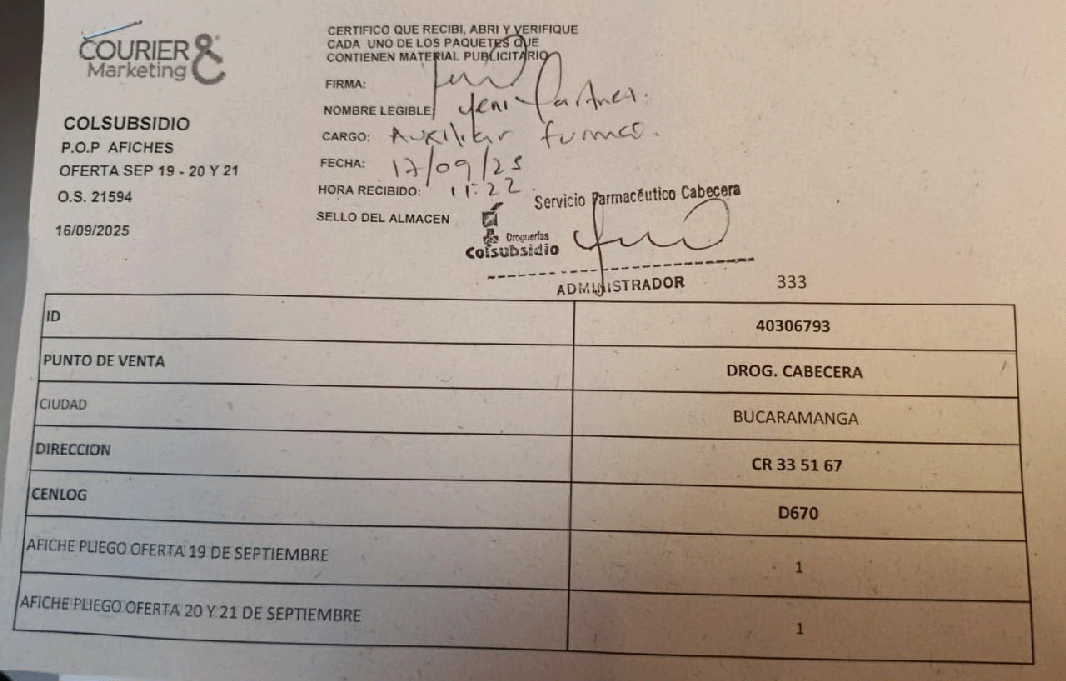 COURIER &
Marketing
COLSUBSIDIO
P.O.P AFICHES
OFERTA SEP 19 - 20 Y 21
O.S. 21594
16/09/2025
CERTIFICO QUE RECIBI, ABRI Y VERIFIQUE
CADA UNO DE LOS PAQUETES QUE
CONTIENEN MATERIAL PUBLICITARIO
FIRMA:
NOMBRE LEGIBLE Yeni
CARGO: Auxiliar
FECHA: 17/09/25
HORA RECIBIDO: 11:22
SELLO DEL ALMACEN
Servicio Farmacéutico Cabecera
Droguerías
Colsubsidio
ADMINISTRADOR
333
ID 40306793
PUNTO DE VENTA DROG. CABECERA
CIUDAD BUCARAMANGA
DIRECCION CR 33 51 67
CENLOG D670
AFICHE PLIEGO OFERTA 19 DE SEPTIEMBRE 1
AFICHE PLIEGO OFERTA 20 Y 21 DE SEPTIEMBRE 1